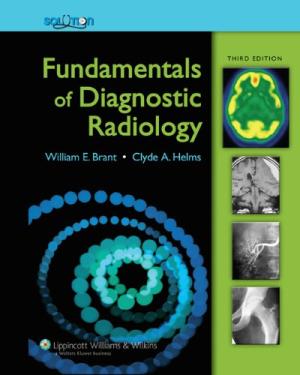 SOLUTION
THIRD EDITION
Fundamentals
of Diagnostic
Radiology
William E. Brant • Clyde A. Helms
Lippincott Williams & Wilkins
a Wolters Kluwer business